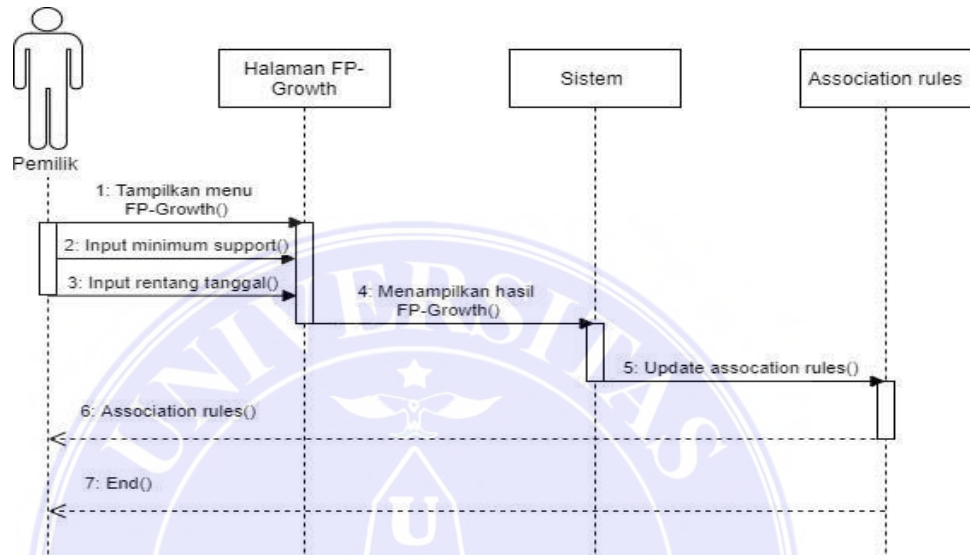 Halaman FP-
Growth
Sistem
Association rules
Pemilik
1: Tampilkan menu
FP-Growth()
2: Input minimum support()
3: Input rentang tanggal()
4: Menampilkan hasil
FP-Growth()
5: Update assocation rules()
6: Association rules()
7: End()
UNIVERSITAS
U